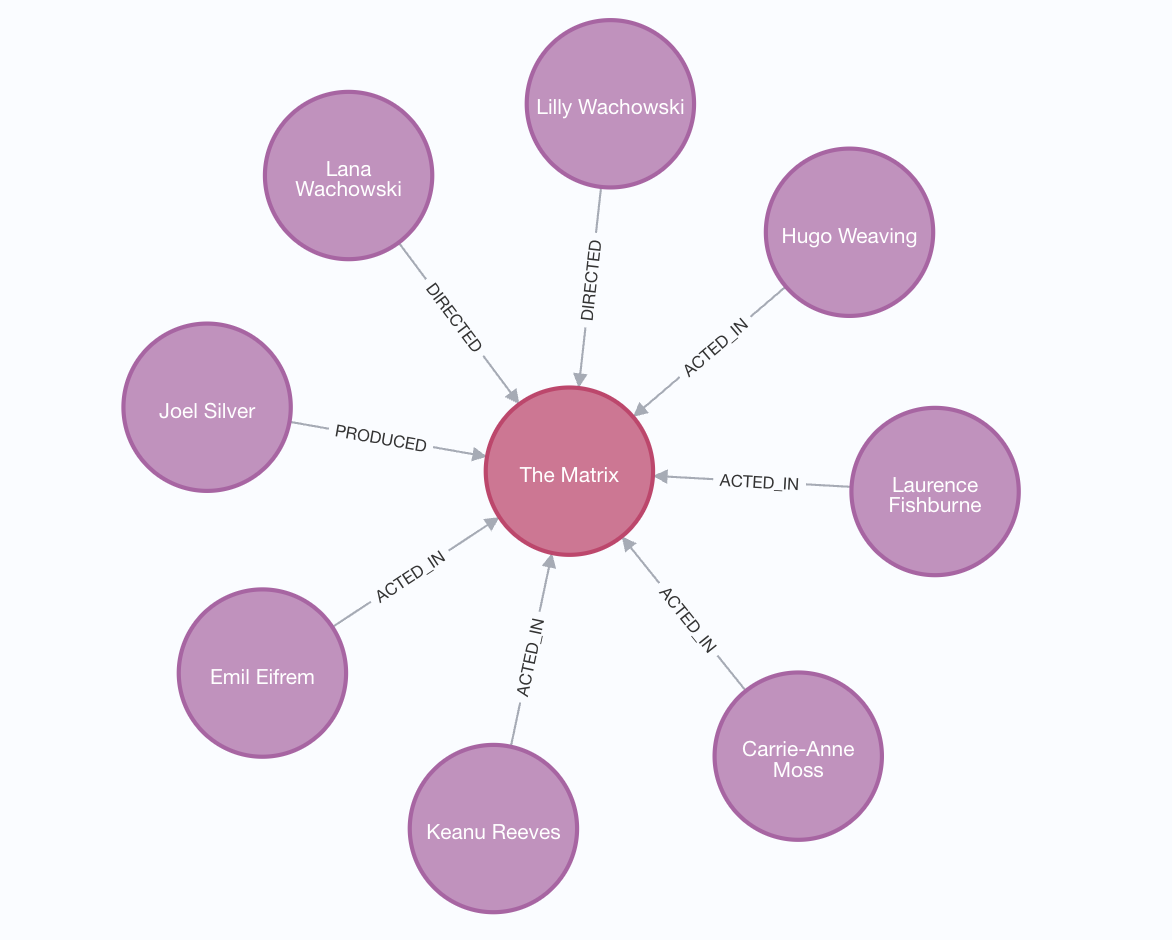 Lilly Wachowski
Lana
Wachowski
Hugo Weaving
DIRECTED
DIRECTED
ACTED_IN
Joel Silver
PRODUCED
The Matrix
ACTED_IN
Laurence
Fishburne
ACTED_IN
ACTED_IN
ACTED_IN
Emil Eifrem
Carrie-Anne
Moss
Keanu Reeves